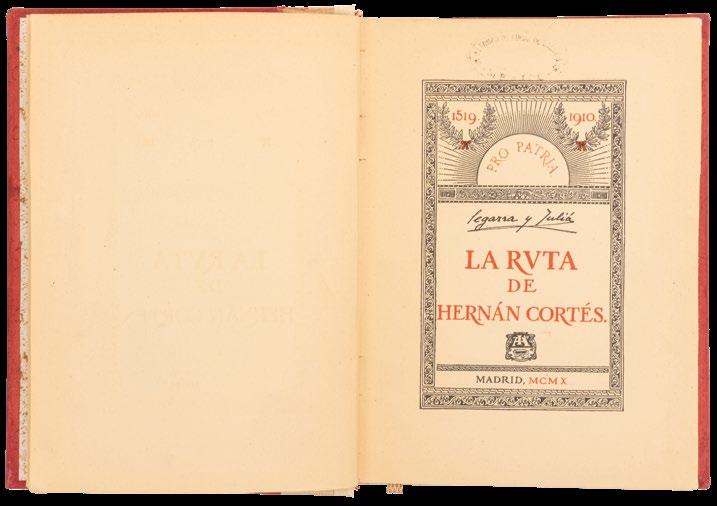 1519. 1910.
PRO PATRIA.
Segarra y Juliá
LA RVTA
DE
HERNÁN CORTÉS.
MADRID, MCMX